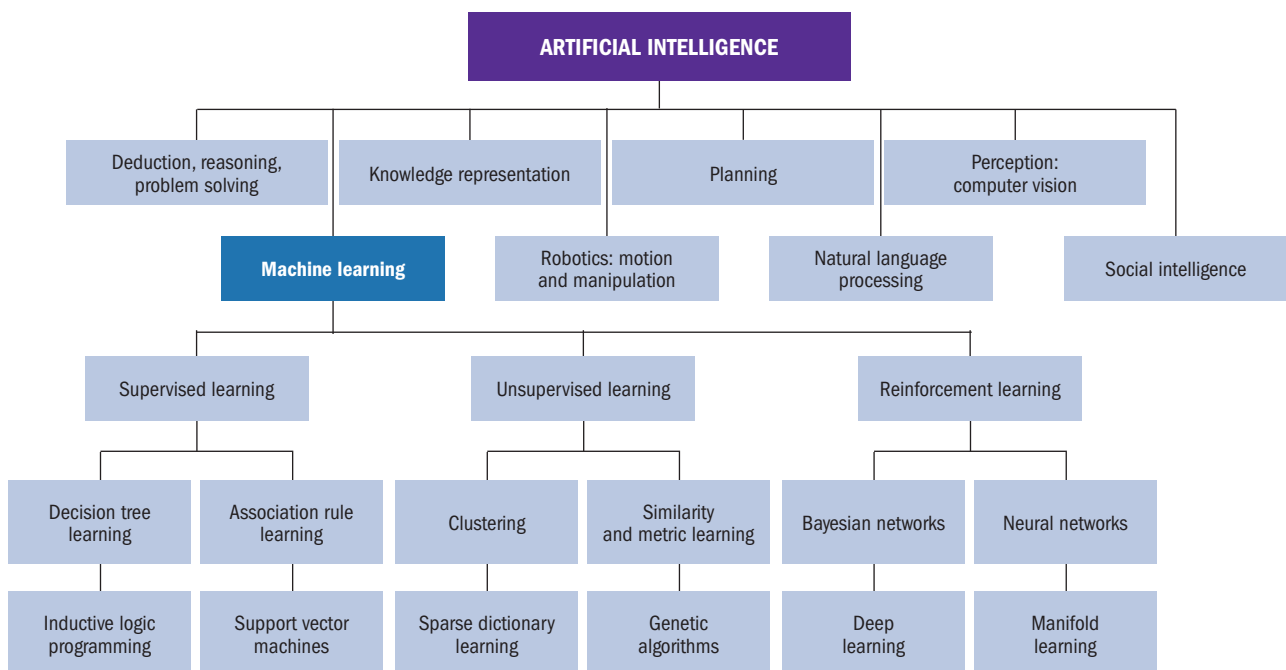 ARTIFICIAL INTELLIGENCE
Deduction, reasoning,
problem solving
Knowledge representation
Planning
Perception:
computer vision
Machine learning
Robotics: motion
and manipulation
Natural language
processing
Social intelligence
Supervised learning
Unsupervised learning
Reinforcement learning
Decision tree
learning
Association rule
learning
Clustering
Similarity
and metric learning
Bayesian networks
Neural networks
Inductive logic
programming
Support vector
machines
Sparse dictionary
learning
Genetic
algorithms
Deep
learning
Manifold
learning